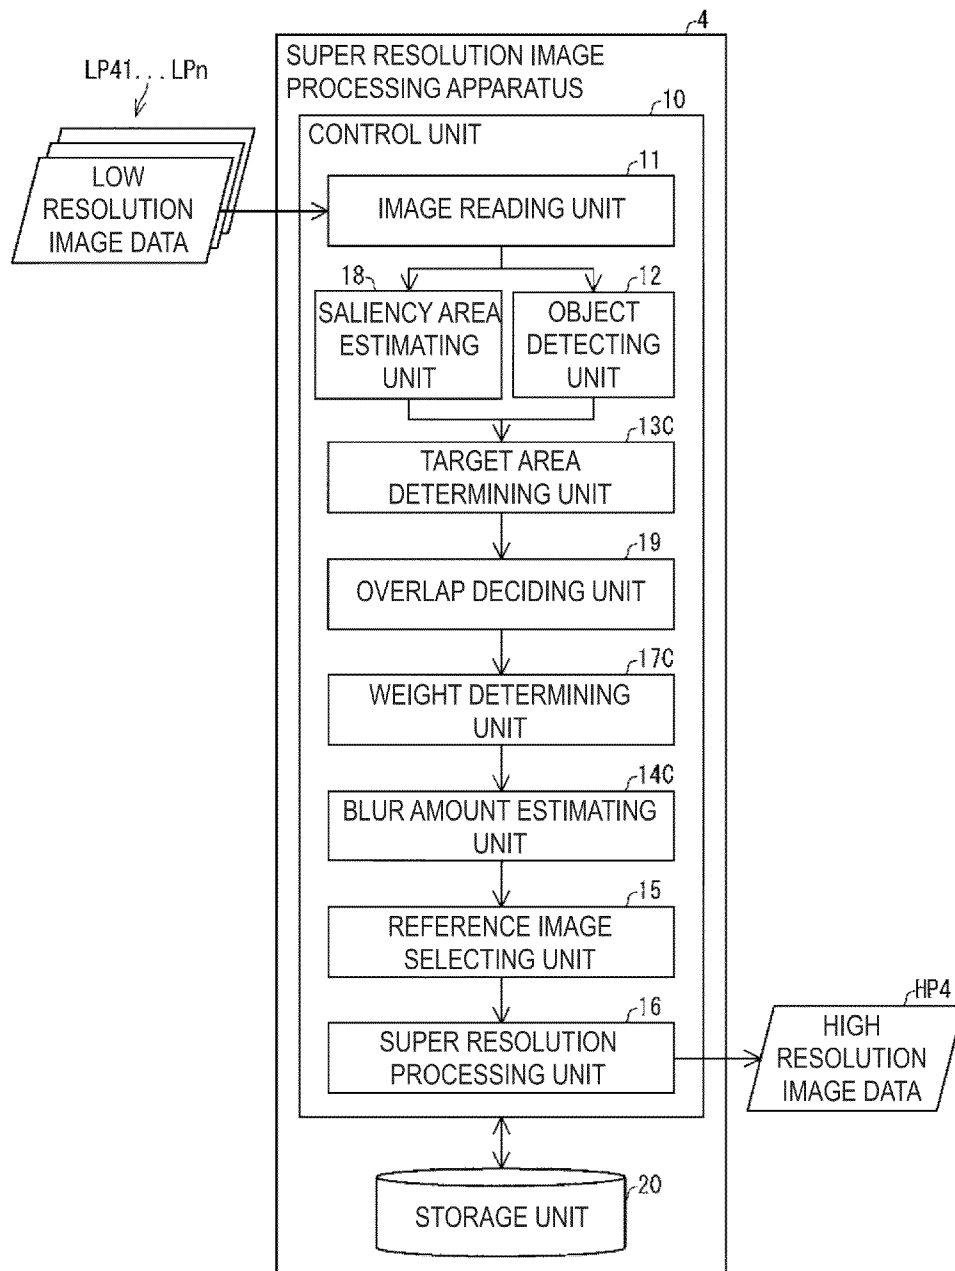 4
SUPER RESOLUTION IMAGE
PROCESSING APPARATUS
LP41...LPn
10
CONTROL UNIT
LOW
RESOLUTION
IMAGE DATA
11
IMAGE READING UNIT
18
SALIENCY AREA
ESTIMATING
UNIT
12
OBJECT
DETECTING
UNIT
13C
TARGET AREA
DETERMINING UNIT
19
OVERLAP DECIDING UNIT
17C
WEIGHT DETERMINING
UNIT
14C
BLUR AMOUNT ESTIMATING
UNIT
15
REFERENCE IMAGE
SELECTING UNIT
16
SUPER RESOLUTION
PROCESSING UNIT
HP4
HIGH
RESOLUTION
IMAGE DATA
20
STORAGE UNIT